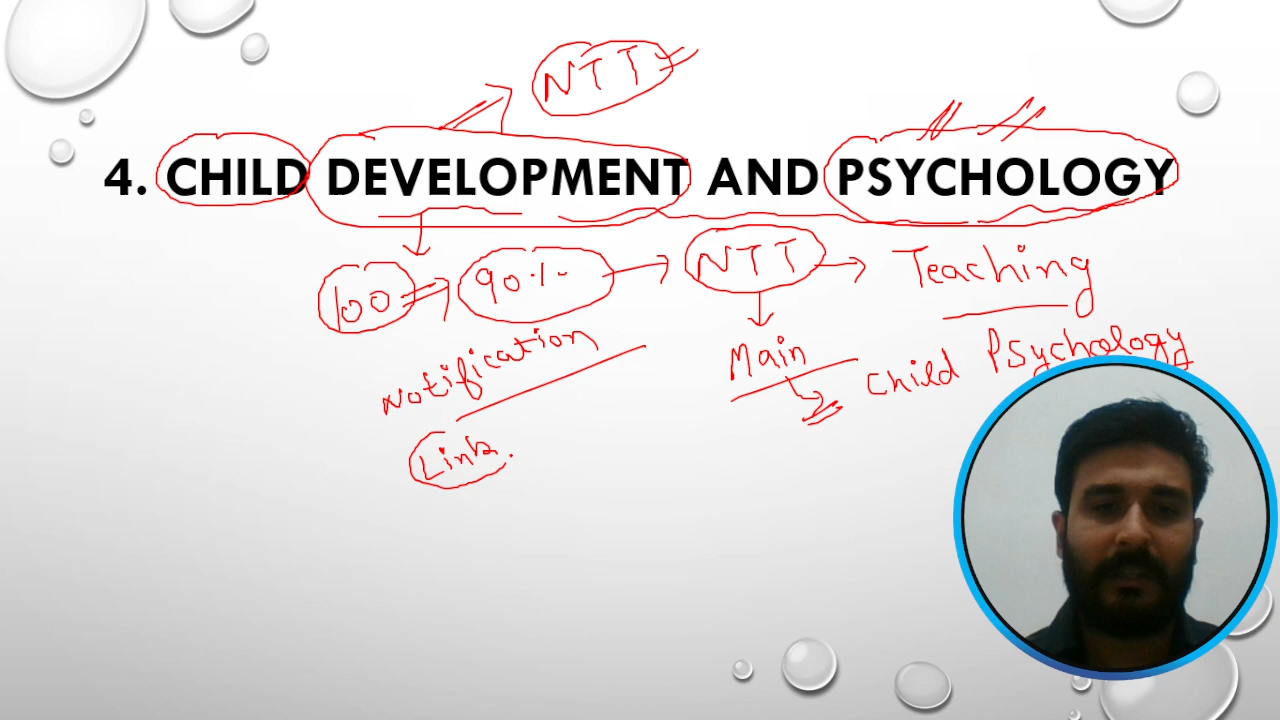 NTT
4. CHILD DEVELOPMENT AND PSYCHOLOGY
100 90% NTT Teaching
Notification
Main
Child Psychology
Link.